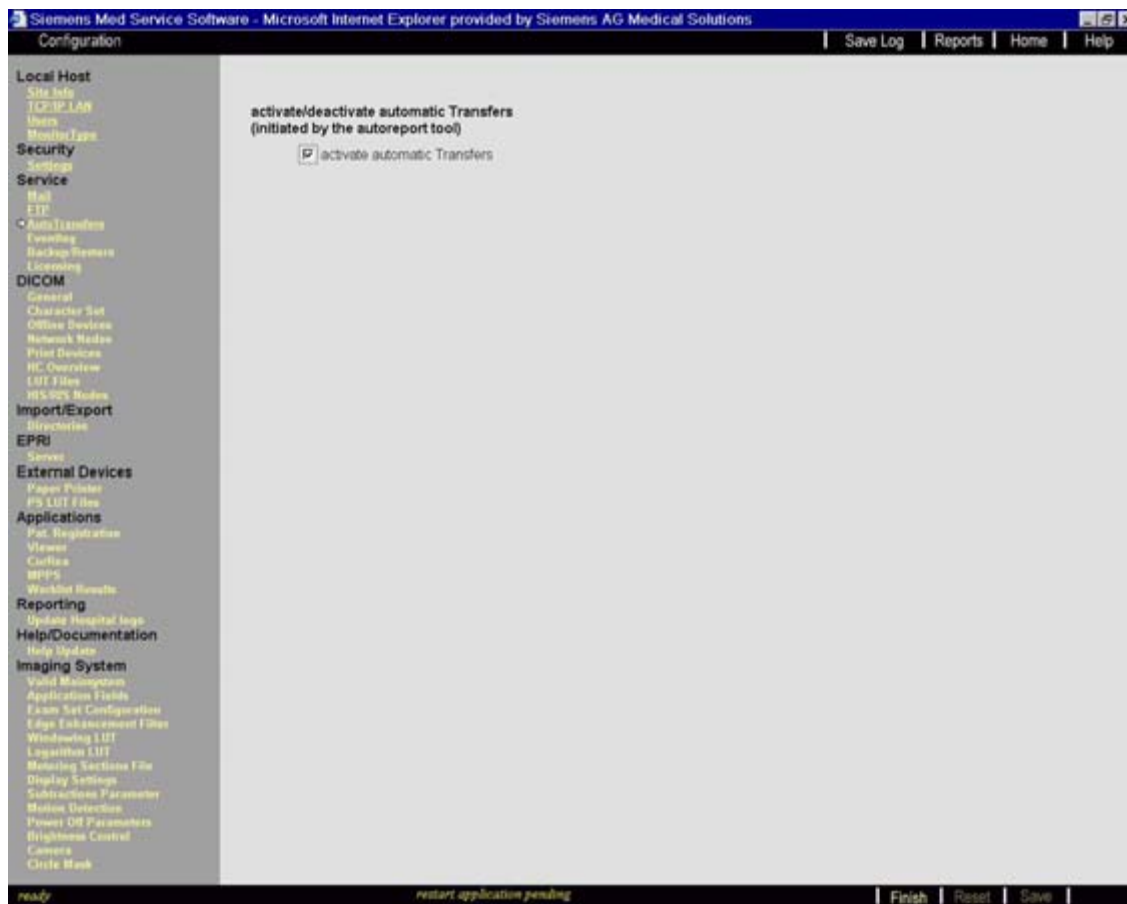 Siemens Med Service Software - Microsoft Internet Explorer provided by Siemens AG Medical Solutions
Configuration
Save Log
Reports
Home
Help
Local Host
Site Info
TCP/IP LAN
Users
MonitorType
Security
Settings
Service
Mail
FTP
AutoTransfers
Eventlog
Backup/Restore
Licensing
DICOM
General
Character Set
Offline Devices
Network Nodes
Print Devices
HC Overview
LUT Files
HIS/RIS Nodes
Import/Export
Directories
EPRI
Server
External Devices
Paper Printer
PS LUT Files
Applications
Pat. Registration
Viewer
MPPS
Worklist Results
Reporting
Update Hospital logo
Help/Documentation
Help Update
Imaging System
Valid Mainsystem
Application Fields
Exam Set Configuration
Edge Enhancement Filter
Windowing LUT
Logarithm LUT
Metering Sections File
Display Settings
Subtractions Parameter
Motion Detection
Power Off Parameters
Brightness Control
Camera
Circle Mask
activate/deactivate automatic Transfers
(initiated by the autoreport tool)
activate automatic Transfers
ready
restart application pending
Finish
Reset
Save